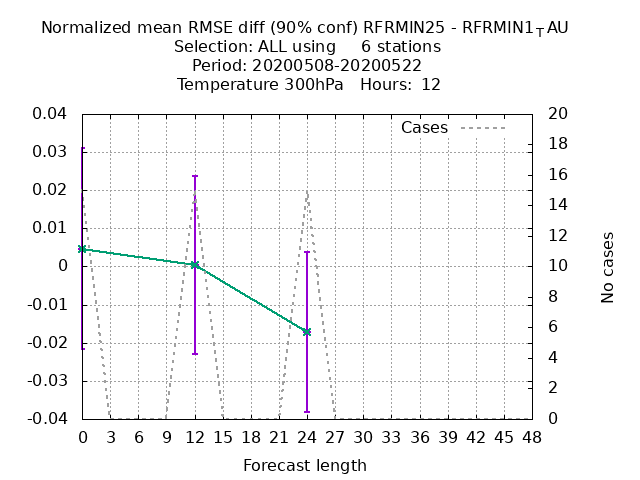 Normalized mean RMSE diff (90% conf) RFRMIN25 - RFRMIN1TAU
Selection: ALL using 6 stations
Period: 20200508-20200522
Temperature 300hPa Hours: 12
Cases
0.04
0.03
0.02
0.01
0
-0.01
-0.02
-0.03
-0.04
20
18
16
14
12
10
8
6
4
2
0
No cases
0 3 6 9 12 15 18 21 24 27 30 33 36 39 42 45 48
Forecast length